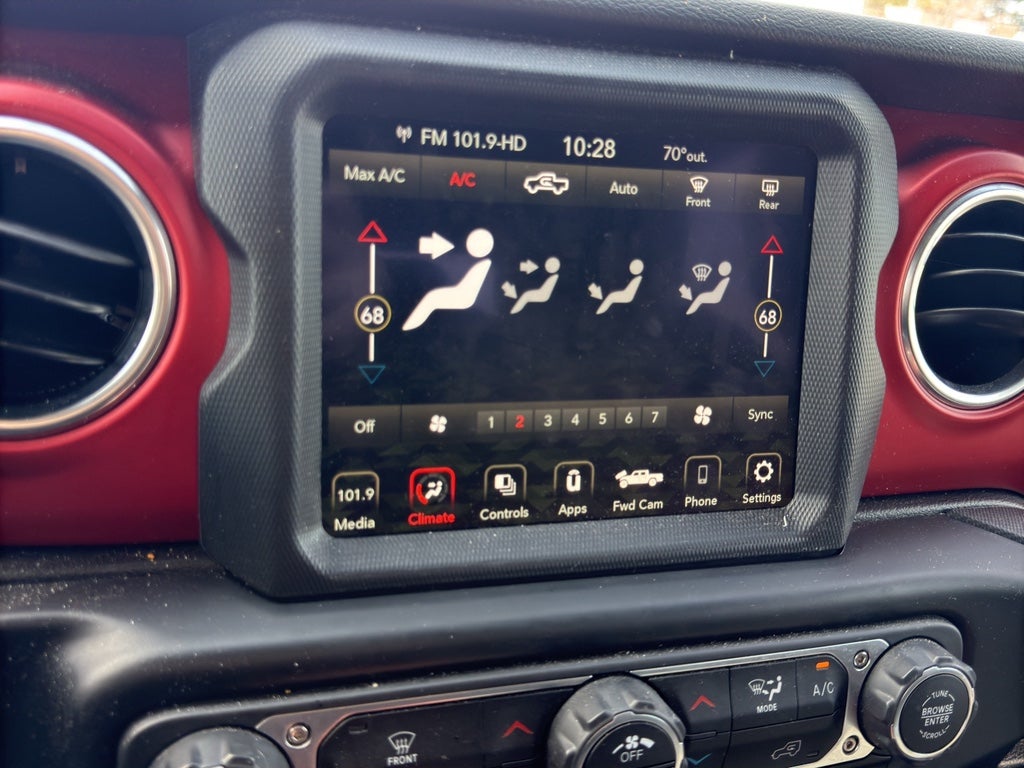 FM 101.9-HD 10:28 70°out.
Max A/C A/C Auto Front Rear
68 68
Off 1 2 3 4 5 6 7 Sync
101.9
Media Climate Controls Apps Fwd Cam Phone Settings
FRONT
OFF
MODE
A/C
TUNE
BROWSE
ENTER
SCROLL